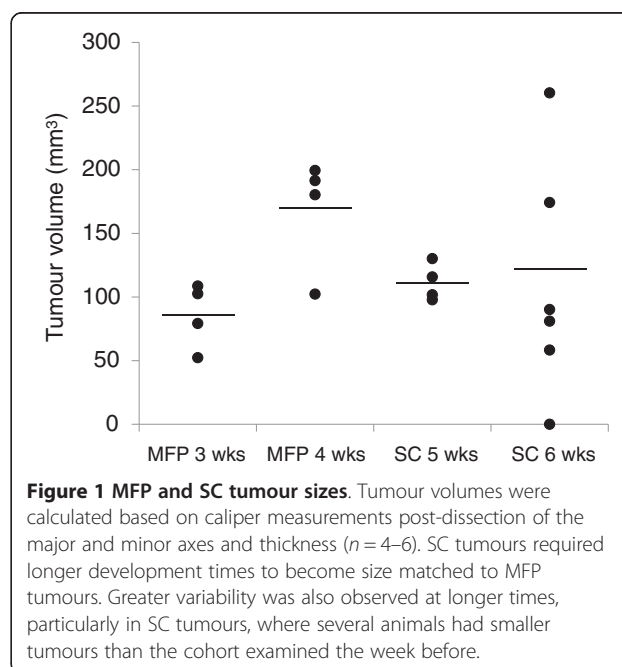 300
250
200
150
100
50
0
Tumour volume (mm³)
MFP 3 wks MFP 4 wks SC 5 wks SC 6 wks
Figure 1 MFP and SC tumour sizes. Tumour volumes were
calculated based on caliper measurements post-dissection of the
major and minor axes and thickness (n = 4–6). SC tumours required
longer development times to become size matched to MFP
tumours. Greater variability was also observed at longer times,
particularly in SC tumours, where several animals had smaller
tumours than the cohort examined the week before.